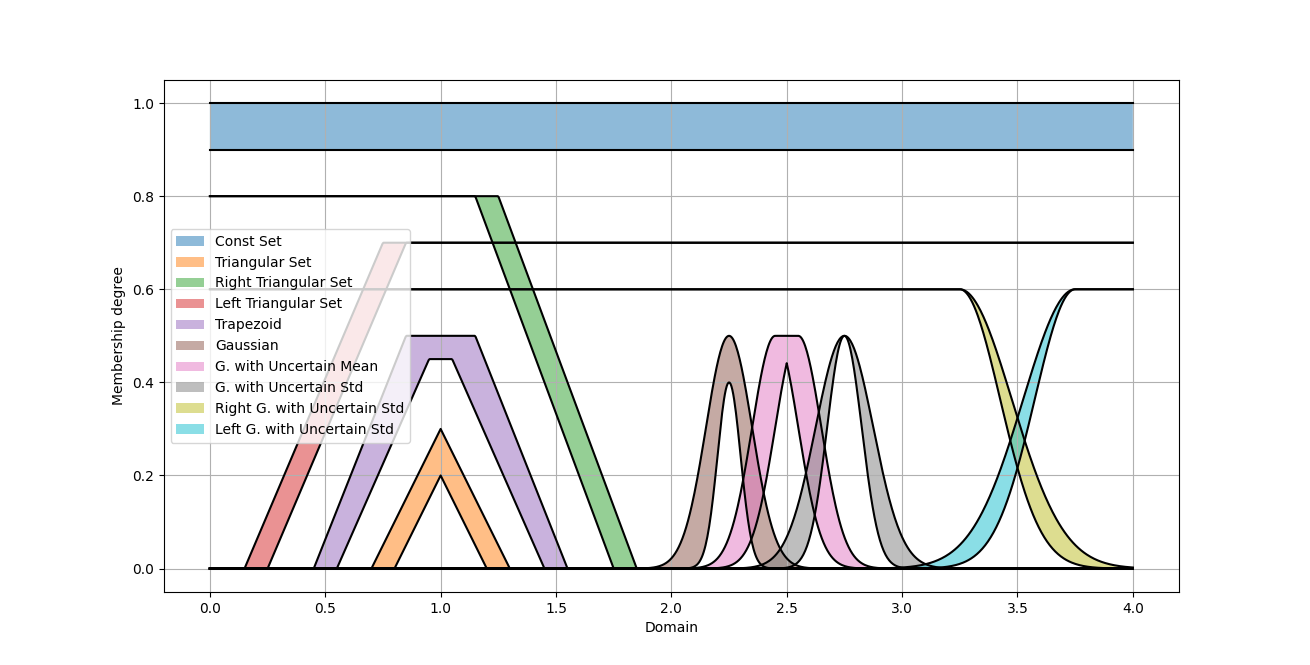 1.0
0.8
0.6
0.4
0.2
0.0
Membership degree
Const Set
Triangular Set
Right Triangular Set
Left Triangular Set
Trapezoid
Gaussian
G. with Uncertain Mean
G. with Uncertain Std
Right G. with Uncertain Std
Left G. with Uncertain Std
0.0 0.5 1.0 1.5 2.0 2.5 3.0 3.5 4.0
Domain